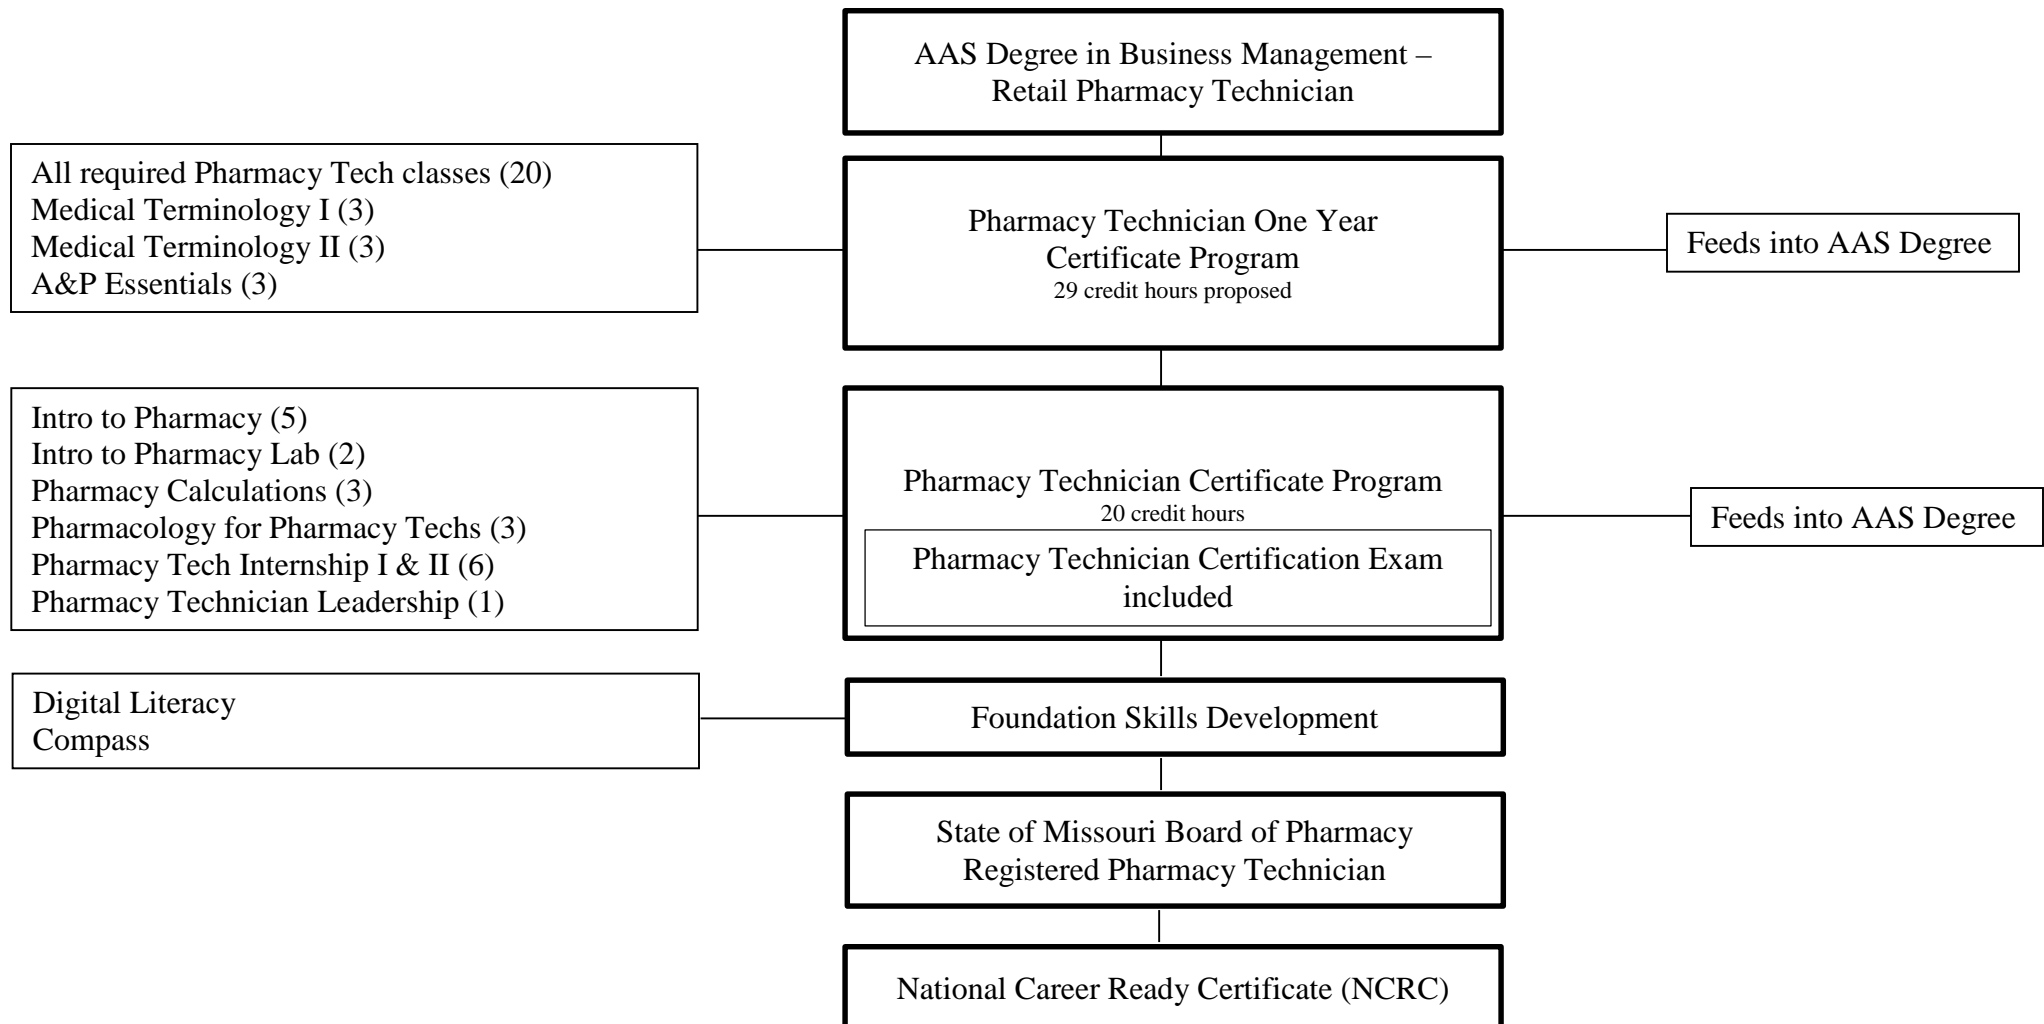 AAS Degree in Business Management –
Retail Pharmacy Technician
All required Pharmacy Tech classes (20)
Medical Terminology I (3)
Medical Terminology II (3)
A&P Essentials (3)
Pharmacy Technician One Year
Certificate Program
29 credit hours proposed
Feeds into AAS Degree
Intro to Pharmacy (5)
Intro to Pharmacy Lab (2)
Pharmacy Calculations (3)
Pharmacology for Pharmacy Techs (3)
Pharmacy Tech Internship I & II (6)
Pharmacy Technician Leadership (1)
Pharmacy Technician Certificate Program
20 credit hours
Pharmacy Technician Certification Exam
included
Feeds into AAS Degree
Digital Literacy
Compass
Foundation Skills Development
State of Missouri Board of Pharmacy
Registered Pharmacy Technician
National Career Ready Certificate (NCRC)